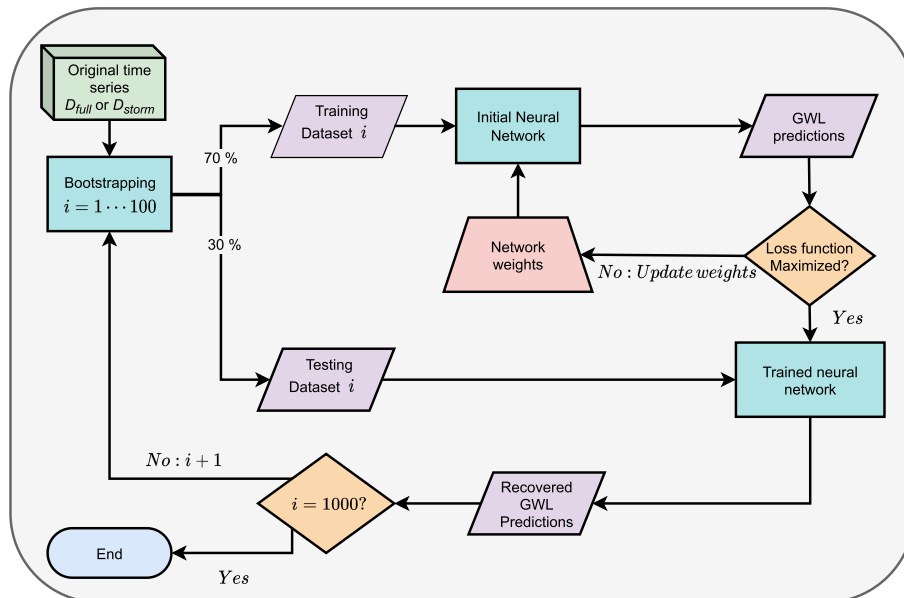 Original time
series
D_full or D_storm
Bootstrapping
i = 1 ⋯ 100
70 %
30 %
Training
Dataset i
Initial Neural
Network
GWL
predictions
Loss function
Maximized?
No : Update weights
Network
weights
Yes
Testing
Dataset i
Trained neural
network
Recovered
GWL
Predictions
i = 1000?
No : i + 1
Yes
End